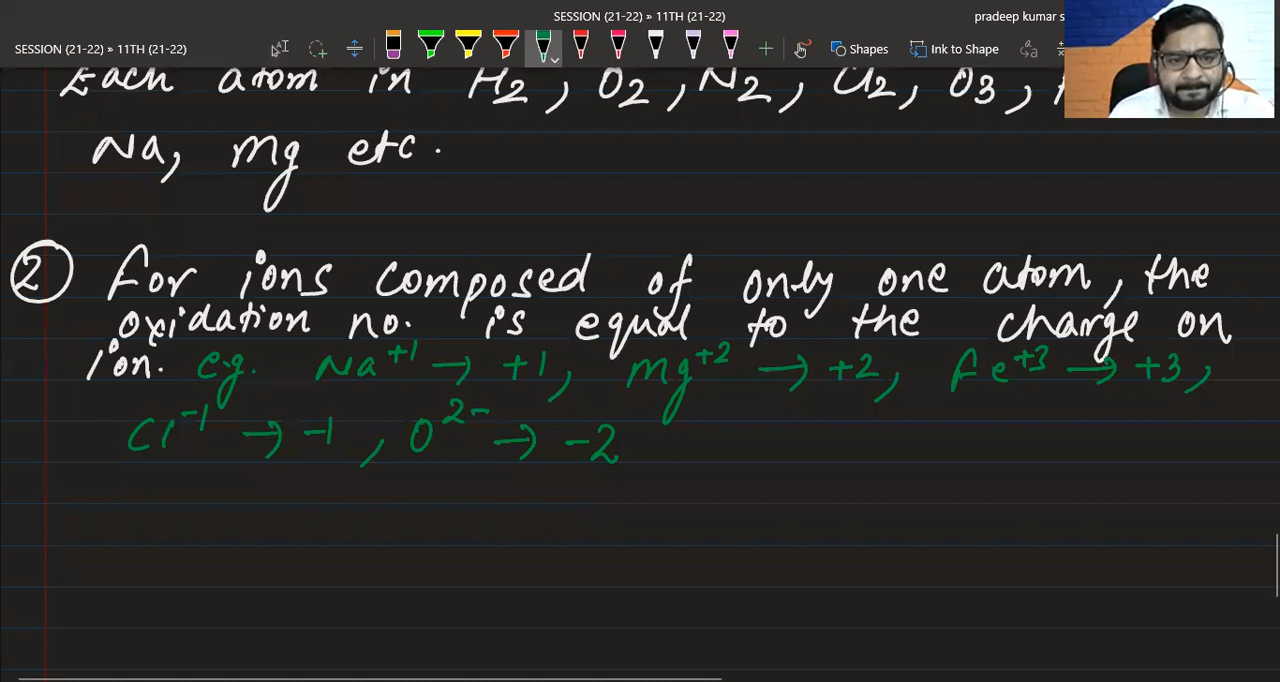 SESSION (21-22) » 11TH (21-22)
pradeep kumar s
SESSION (21-22) » 11TH (21-22)
Shapes
Ink to Shape
Each atom in H2, O2, N2, Cl2, O3,
Na, Mg etc.
② For ions composed of only one atom, the
oxidation no. is equal to the charge on
ion. e.g. Na⁺¹ → +1, Mg⁺² → +2, Fe⁺³ → +3,
Cl⁻¹ → -1, O²⁻ → -2